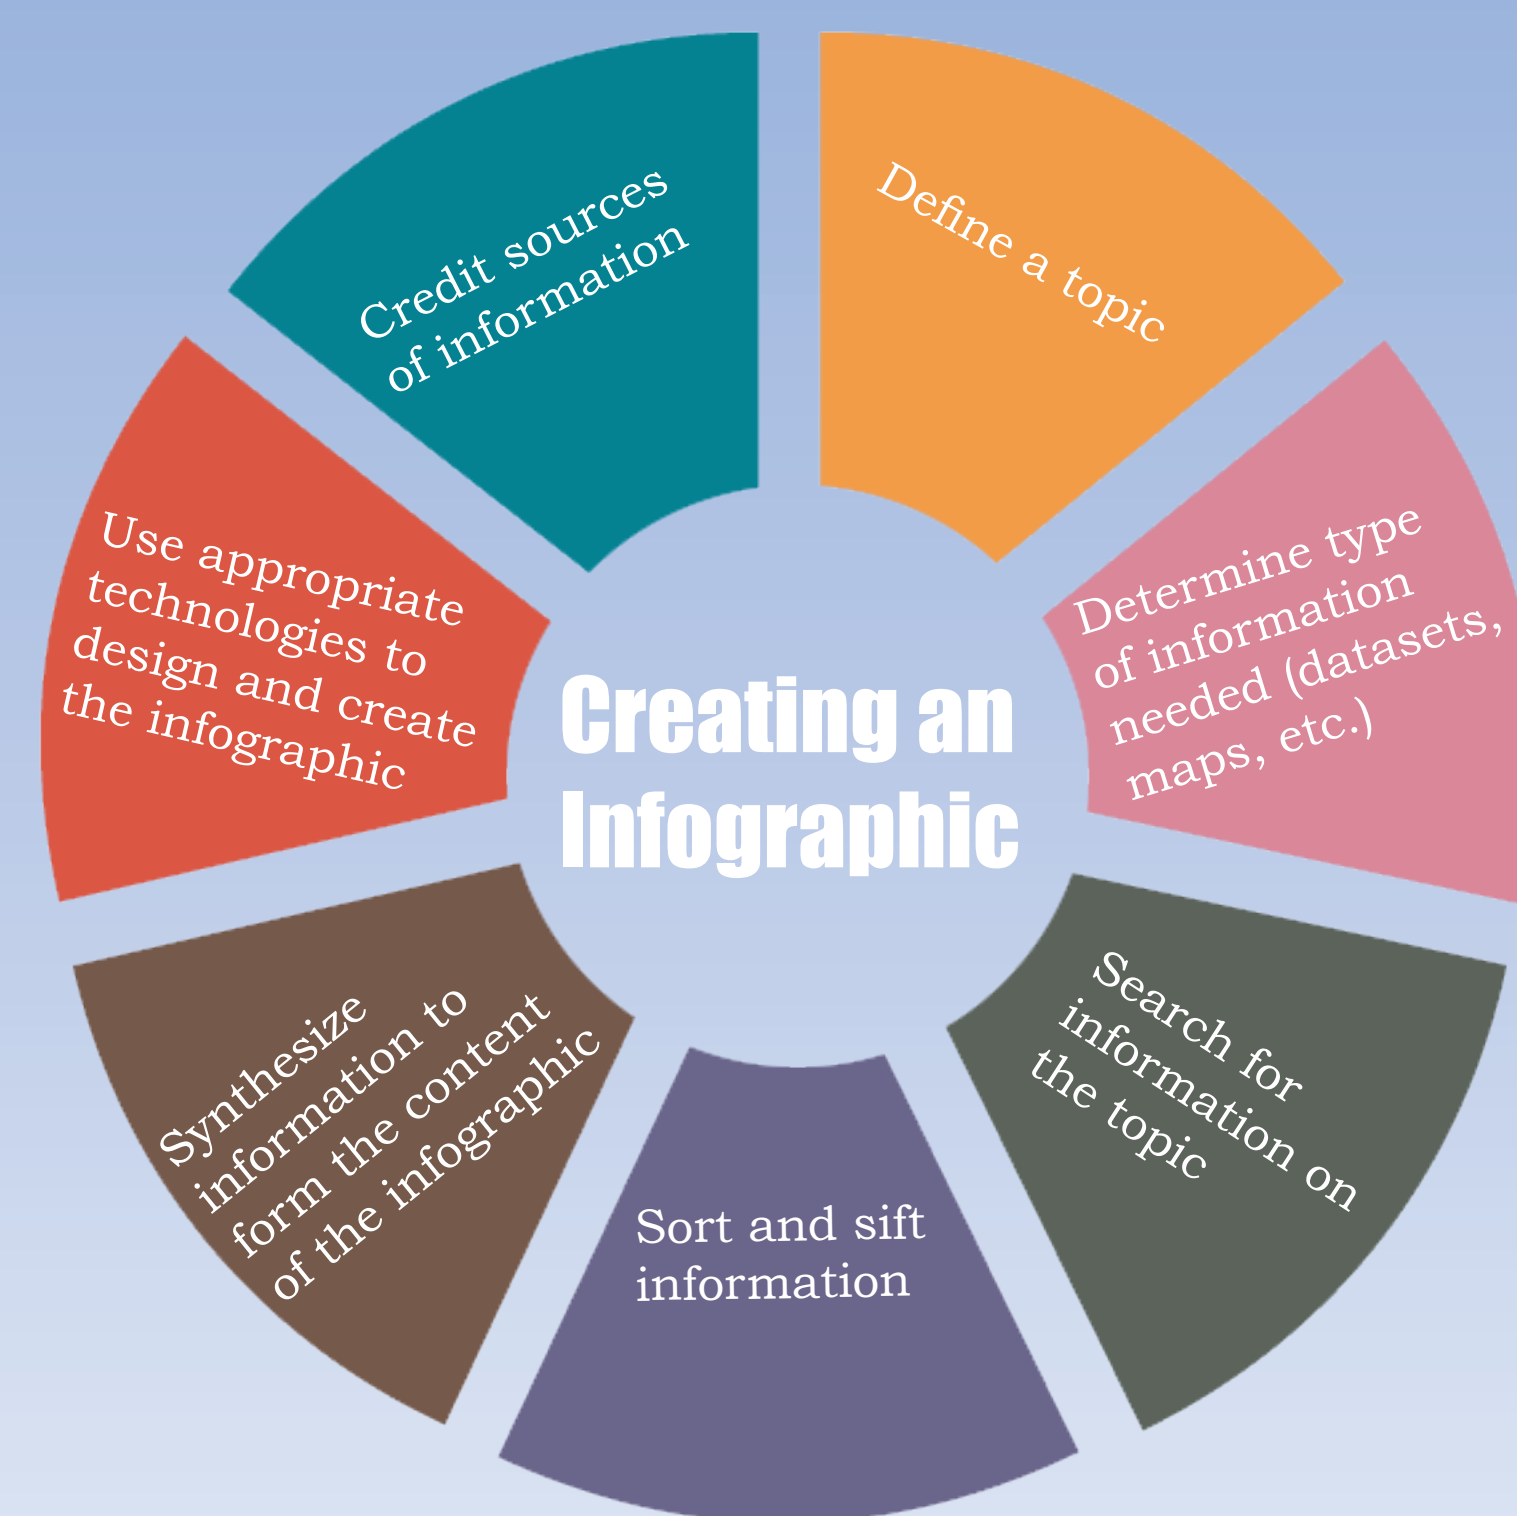 Creating an
Infographic
Define a topic
Determine type
of information
needed (datasets,
maps, etc.)
Search for
information on
the topic
Sort and sift
information
Synthesize
information to
form the content
of the infographic
Use appropriate
technologies to
design and create
the infographic
Credit sources
of information